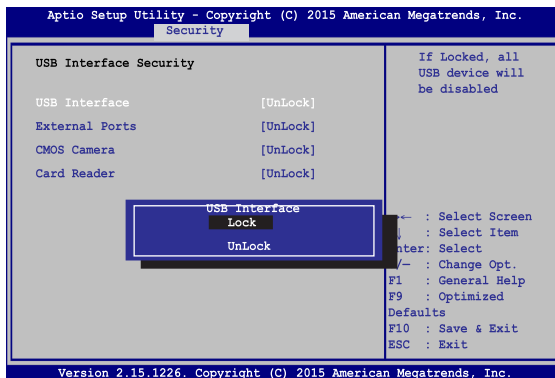 Aptio Setup Utility - Copyright (C) 2015 American Megatrends, Inc.
Security
USB Interface Security
USB Interface [UnLock]
External Ports [UnLock]
CMOS Camera [UnLock]
Card Reader [UnLock]
If Locked, all
USB device will
be disabled
USB Interface
Lock
UnLock
← : Select Screen
↓ : Select Item
nter: Select
/— : Change Opt.
F1 : General Help
F9 : Optimized
Defaults
F10 : Save & Exit
ESC : Exit
Version 2.15.1226. Copyright (C) 2015 American Megatrends, Inc.